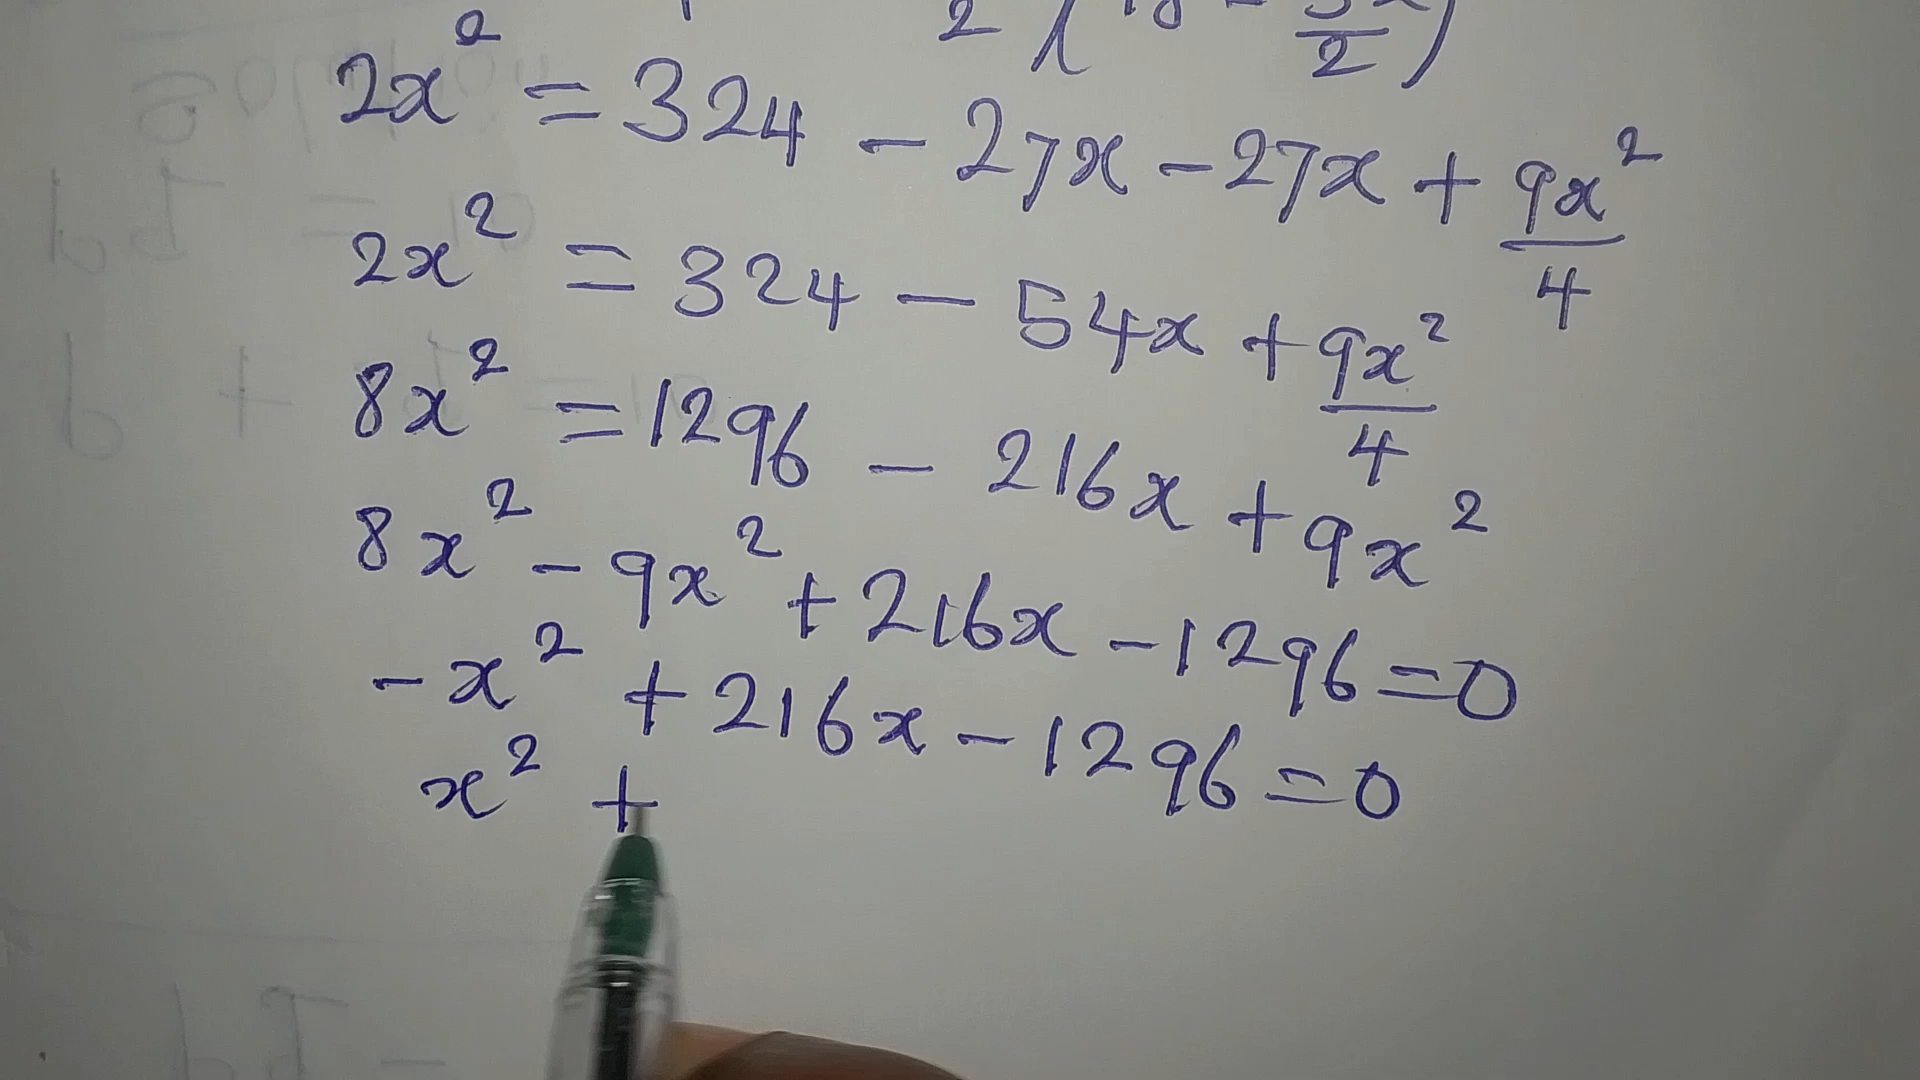 2x² = 324 - 27x - 27x + 9x²/4
2x² = 324 - 54x + 9x²/4
8x² = 1296 - 216x + 9x²
8x² - 9x² + 216x - 1296 = 0
-x² + 216x - 1296 = 0
x² +